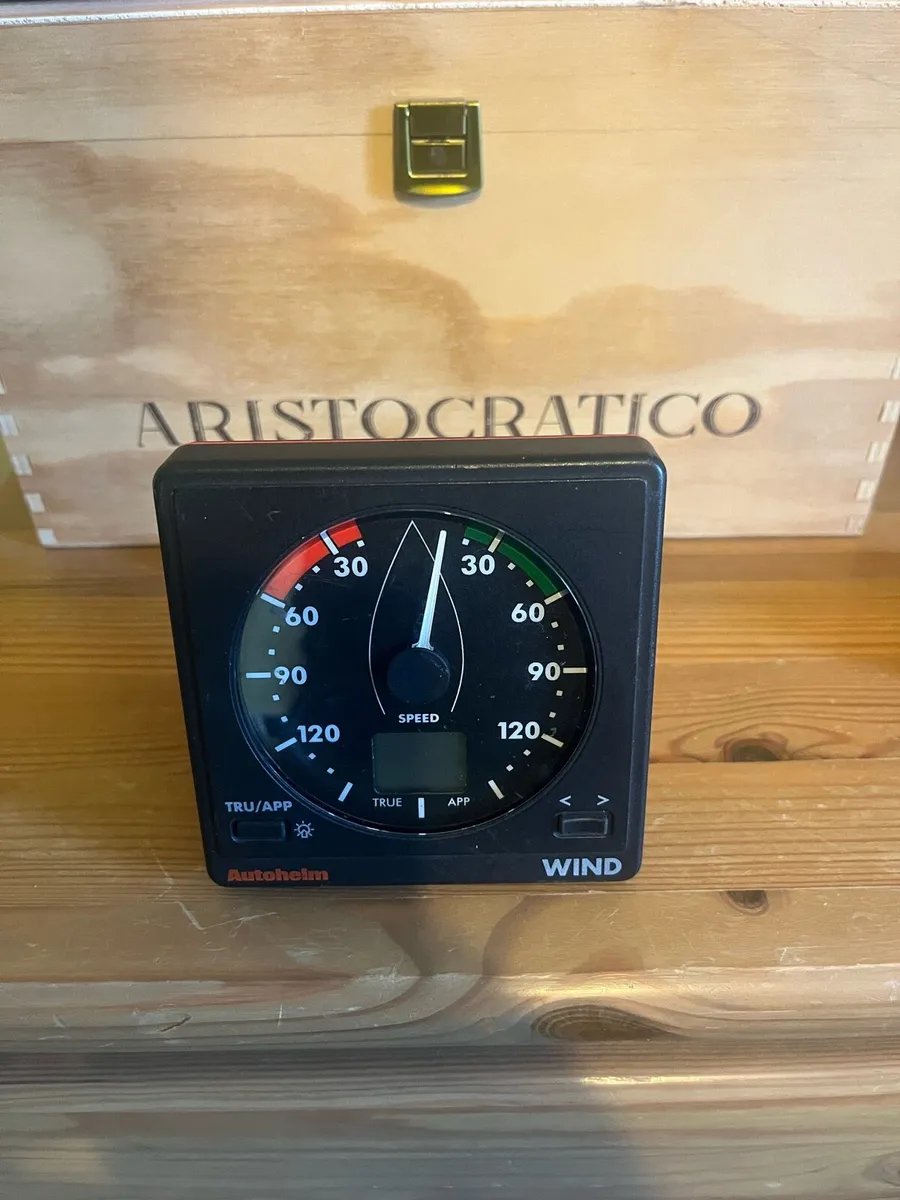 ARISTOCRATICO
30 30
60 60
90 90
120 120
SPEED
TRUE APP
TRU/APP < >
Autohelm WIND